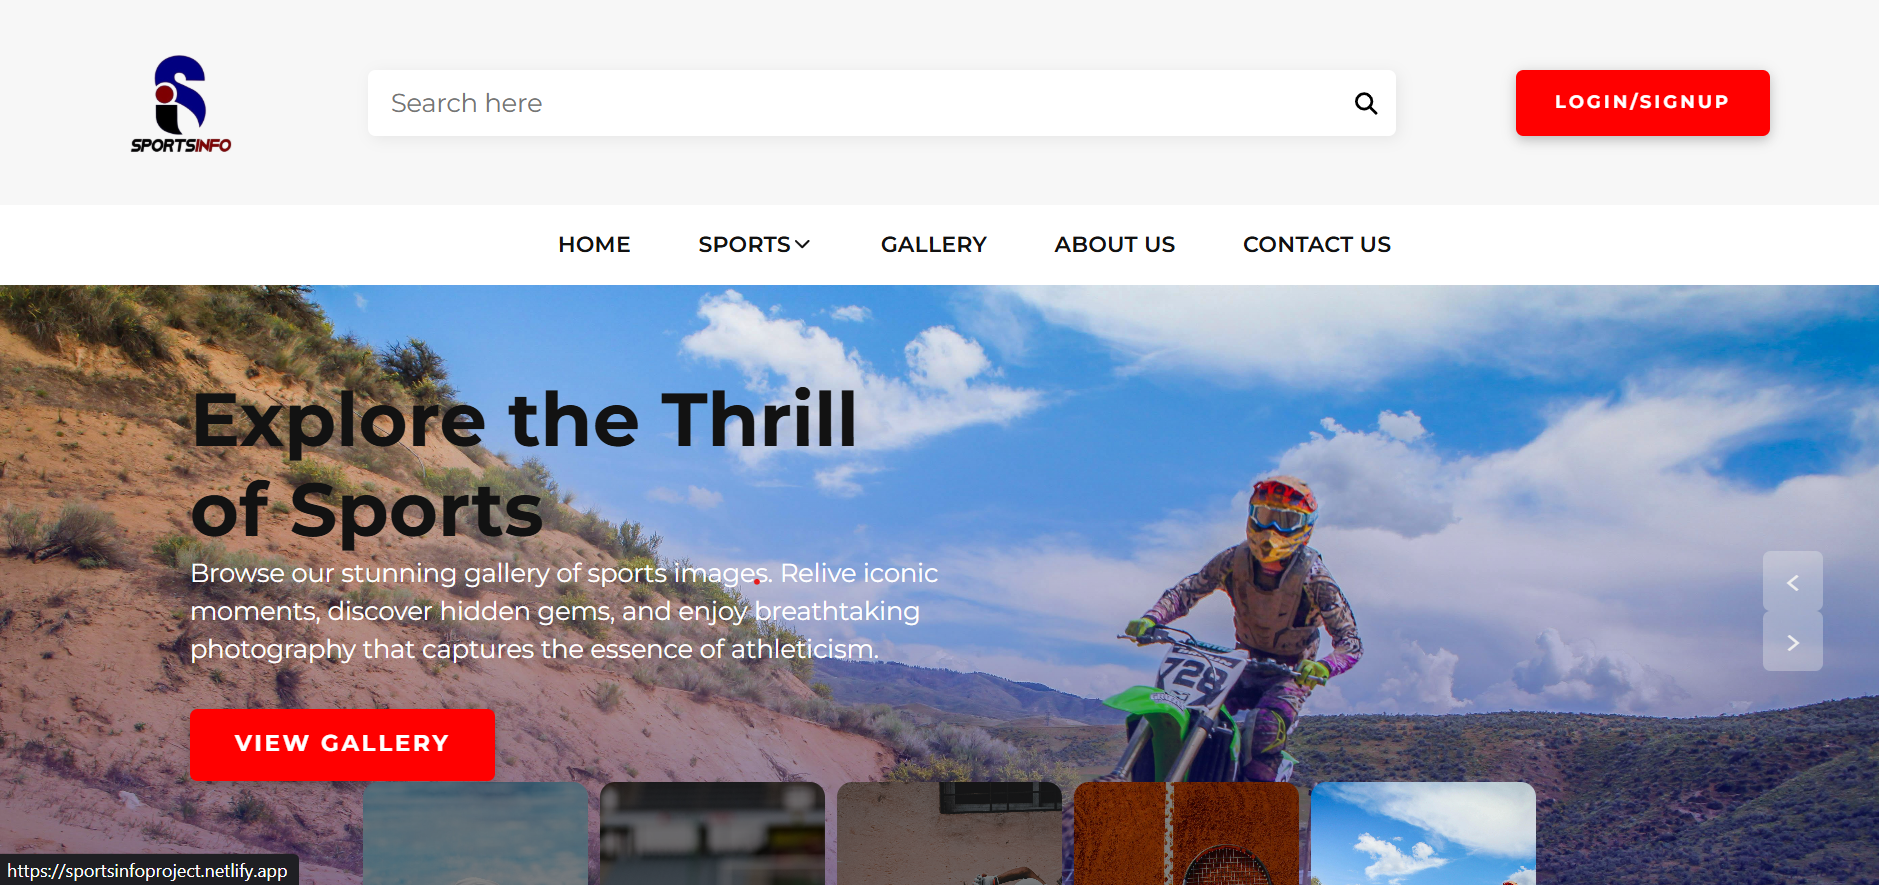 SPORTSINFO
Search here
LOGIN/SIGNUP
HOME
SPORTS
GALLERY
ABOUT US
CONTACT US
Explore the Thrill
of Sports
Browse our stunning gallery of sports images. Relive iconic
moments, discover hidden gems, and enjoy breathtaking
photography that captures the essence of athleticism.
728
VIEW GALLERY
https://sportsinfoproject.netlify.app